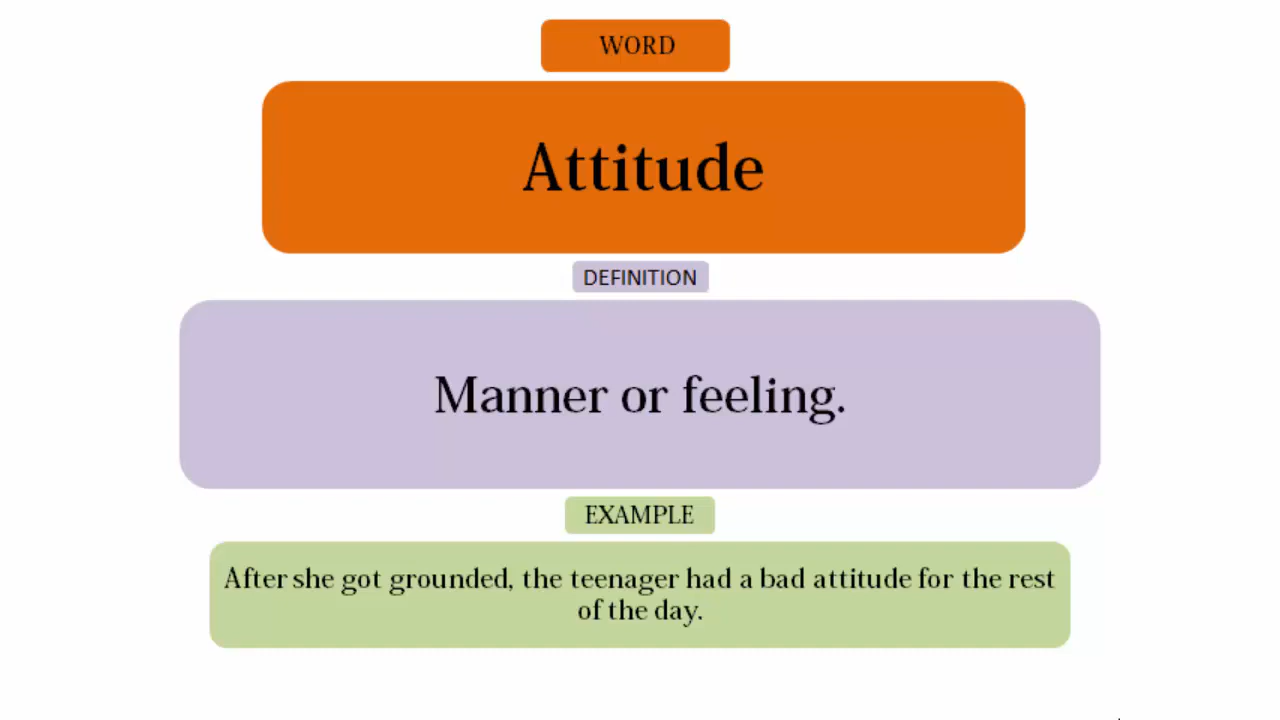 WORD
Attitude
DEFINITION
Manner or feeling.
EXAMPLE
After she got grounded, the teenager had a bad attitude for the rest
of the day.